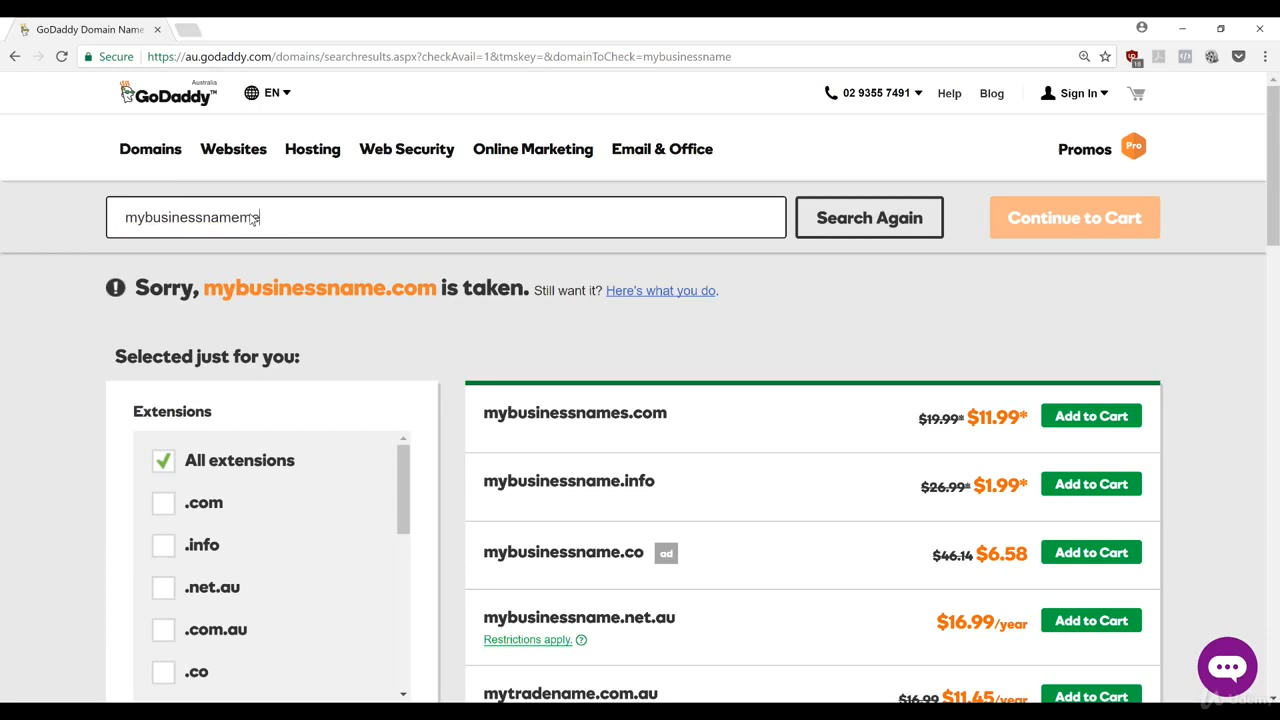 GoDaddy Domain Name
Secure https://au.godaddy.com/domains/searchresults.aspx?checkAvail=1&tmskey=&domainToCheck=mybusinessname
18
Australia
GoDaddy™ EN 02 9355 7491 Help Blog Sign In
Domains Websites Hosting Web Security Online Marketing Email & Office Promos Pro
Search Again Continue to Cart
Sorry, mybusinessname.com is taken. Still want it? Here's what you do.
Selected just for you:
Extensions
All extensions
.com
.info
.net.au
.com.au
.co
mybusinessnames.com $19.99* $11.99* Add to Cart
mybusinessname.info $26.99* $1.99* Add to Cart
mybusinessname.co ad $46.14 $6.58 Add to Cart
mybusinessname.net.au $16.99/year Add to Cart
Restrictions apply. ?
mytradename.com.au $16.99 $11.45/year Add to Cart
Udemy